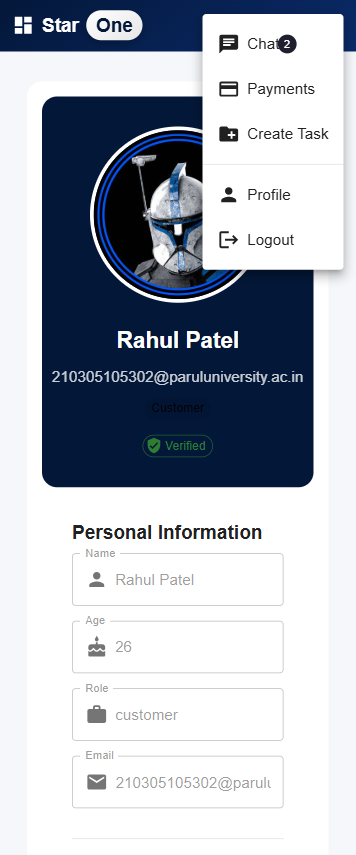 Star One
Chat 2
Payments
Create Task
Profile
Logout
Rahul Patel
210305105302@paruluniversity.ac.in
Customer
Verified
Personal Information
Name
Rahul Patel
Age
26
Role
customer
Email
210305105302@parulu